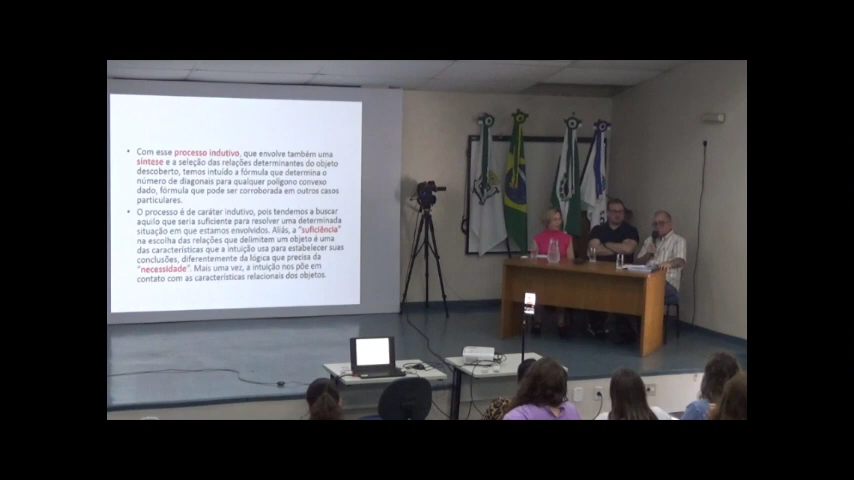 • Com esse processo indutivo, que envolve também uma
síntese e a seleção das relações determinantes do objeto
descoberto, temos intuído a fórmula que determina o
número de diagonais para qualquer polígono convexo
dado, fórmula que pode ser corroborada em outros casos
particulares.
• O processo é de caráter indutivo, pois tendemos a buscar
aquilo que seria suficiente para resolver uma determinada
situação em que estamos envolvidos. Aliás, a “suficiência”
na escolha das relações que delimitem um objeto é uma
das características que a intuição usa para estabelecer suas
conclusões, diferentemente da lógica que precisa da
“necessidade”. Mais uma vez, a intuição nos põe em
contato com as características relacionais dos objetos.